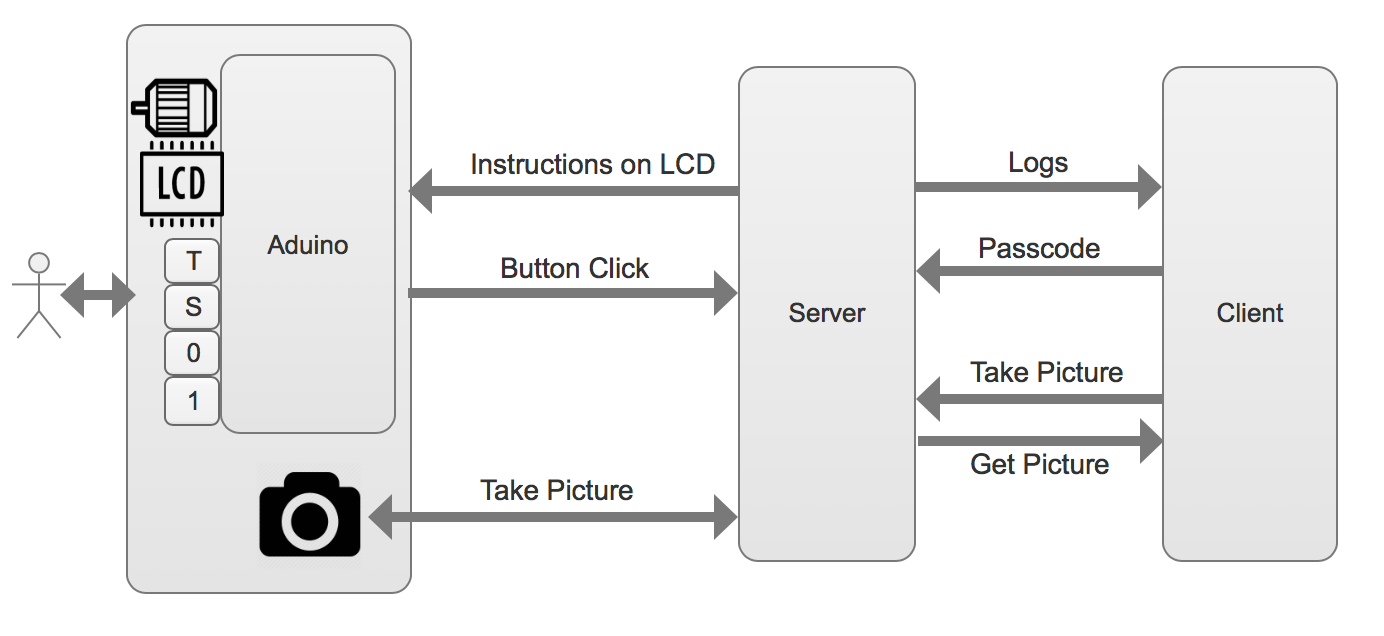 LCD
Aduino
T
S
0
1
Instructions on LCD
Button Click
Take Picture
Server
Logs
Passcode
Take Picture
Get Picture
Client